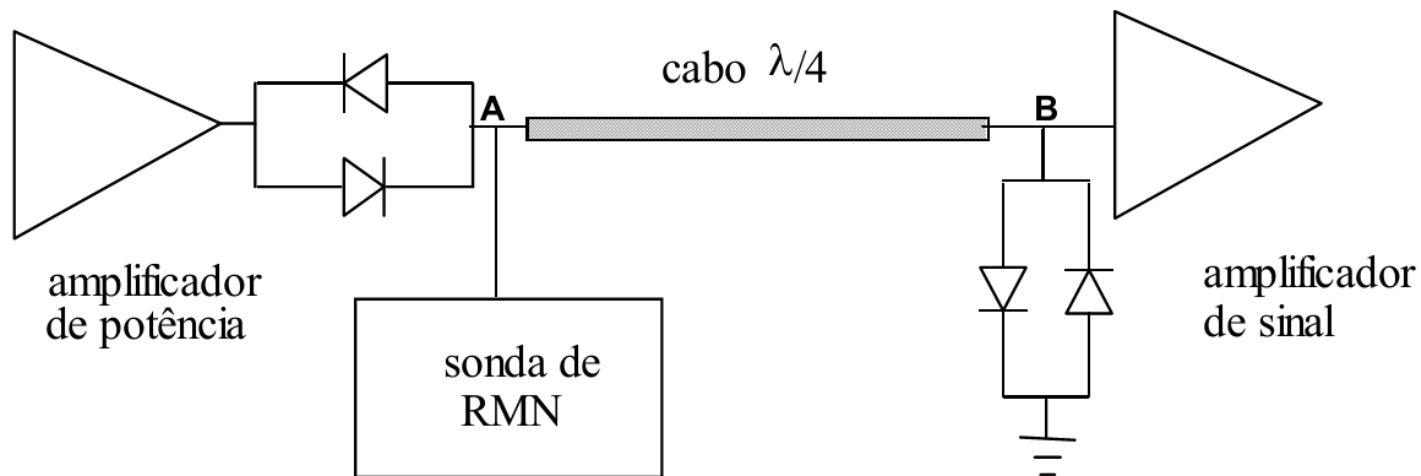 cabo λ/4
A
B
amplificador
de potência
sonda de
RMN
amplificador
de sinal